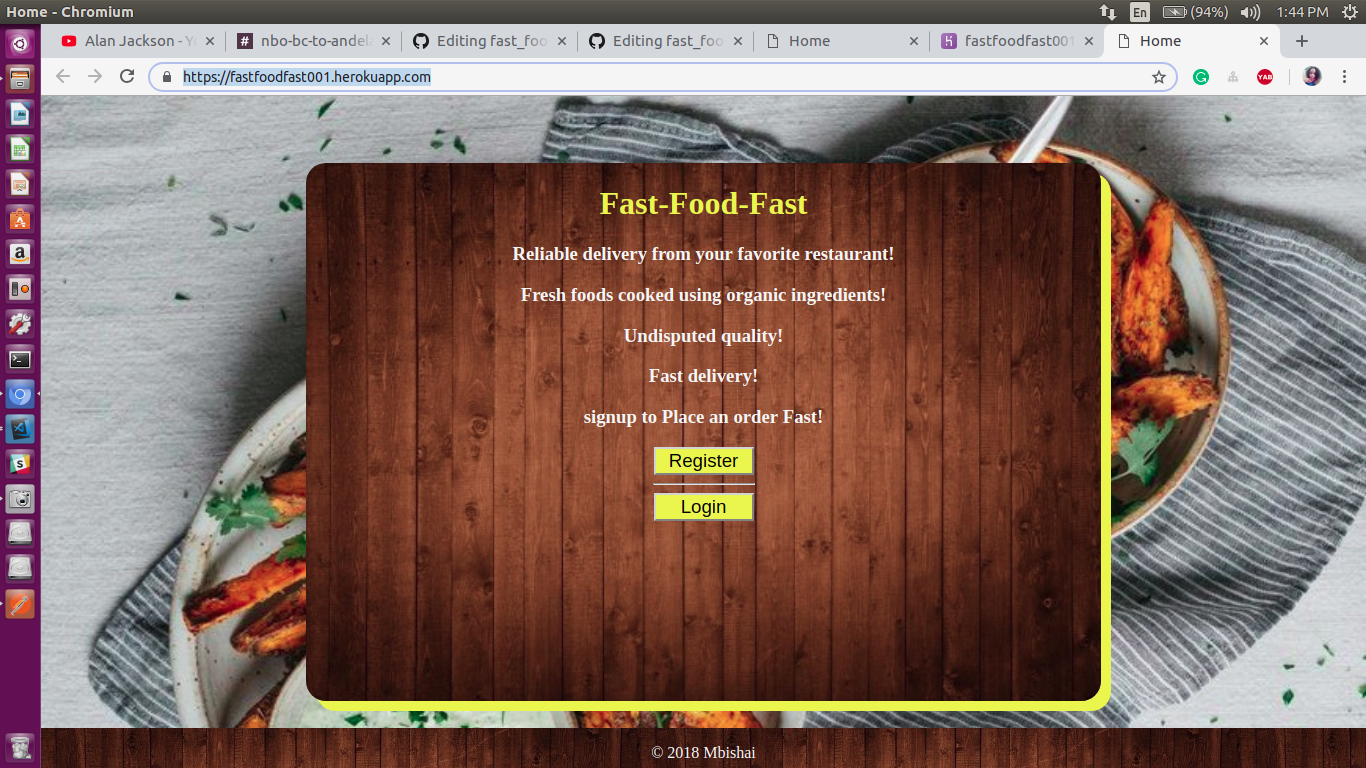 Home - Chromium
En
(94%)
1:44 PM
Alan Jackson - Y
nbo-bc-to-andel
Editing fast_foo
Editing fast_foo
Home
fastfoodfast001
Home
https://fastfoodfast001.herokuapp.com
YAB
Fast-Food-Fast
Reliable delivery from your favorite restaurant!
Fresh foods cooked using organic ingredients!
Undisputed quality!
Fast delivery!
signup to Place an order Fast!
Register
Login
© 2018 Mbishai